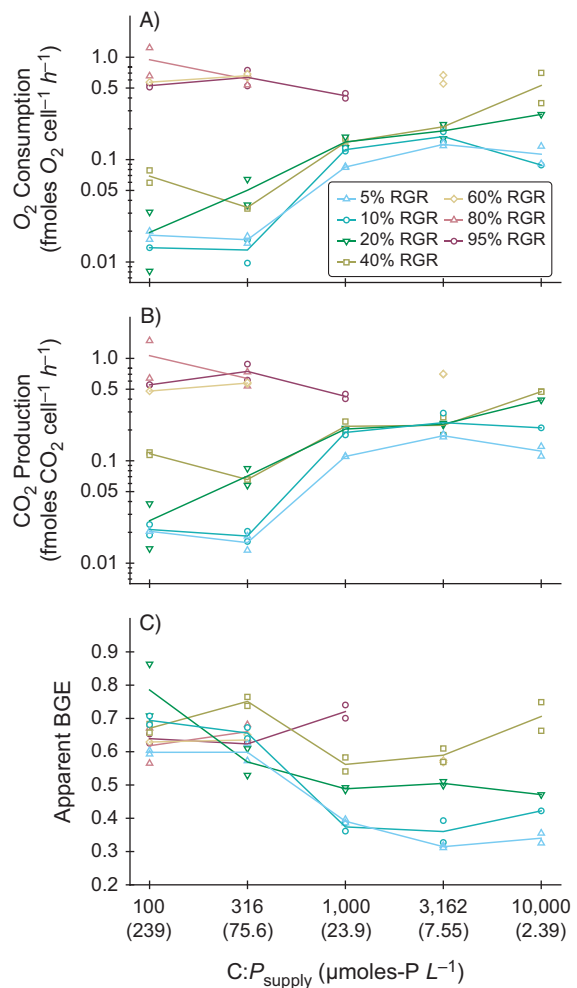 A)
1.0
0.5
0.1
0.05
0.01
O₂ Consumption
(fmoles O₂ cell⁻¹ h⁻¹)
5% RGR
10% RGR
20% RGR
40% RGR
60% RGR
80% RGR
95% RGR
B)
1.0
0.5
0.1
0.05
0.01
CO₂ Production
(fmoles CO₂ cell⁻¹ h⁻¹)
C)
0.9
0.8
0.7
0.6
0.5
0.4
0.3
0.2
Apparent BGE
100 316 1,000 3,162 10,000
(239) (75.6) (23.9) (7.55) (2.39)
C:P_supply (μmoles-P L⁻¹)